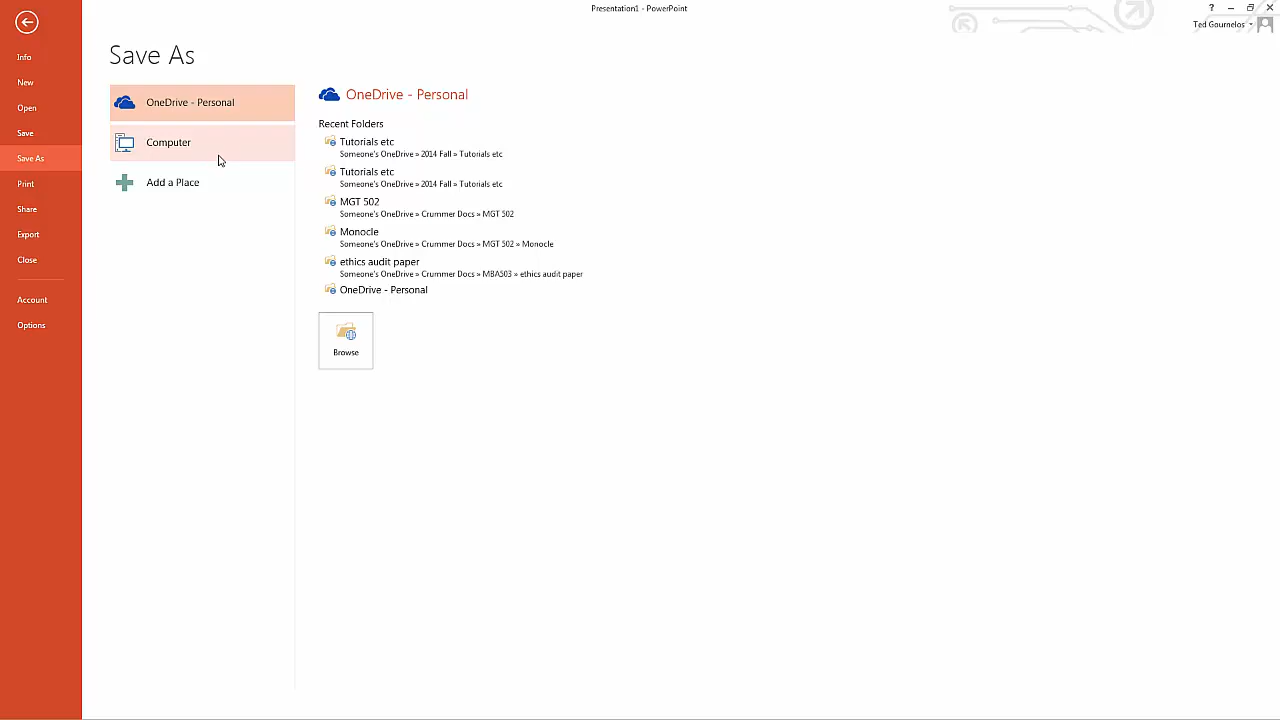 Presentation1 - PowerPoint
?
Ted Gournelos
Info
New
Open
Save
Save As
Print
Share
Export
Close
Account
Options
Save As
OneDrive - Personal
Computer
Add a Place
OneDrive - Personal
Recent Folders
Tutorials etc
Someone's OneDrive » 2014 Fall » Tutorials etc
Tutorials etc
Someone's OneDrive » 2014 Fall » Tutorials etc
MGT 502
Someone's OneDrive » Crummer Docs » MGT 502
Monocle
Someone's OneDrive » Crummer Docs » MGT 502 » Monocle
ethics audit paper
Someone's OneDrive » Crummer Docs » MBA503 » ethics audit paper
OneDrive - Personal
Browse